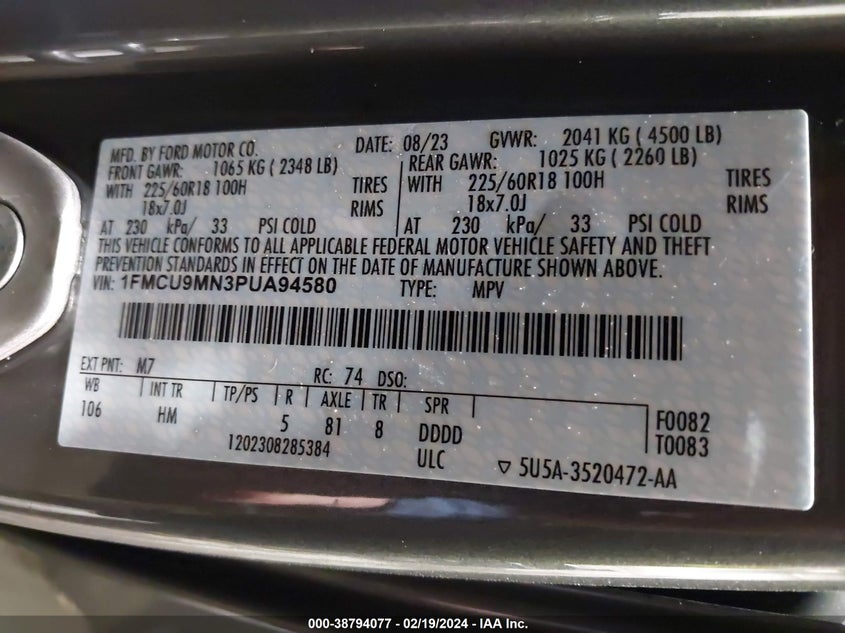 MFD. BY FORD MOTOR CO. DATE: 08/23 GVWR: 2041 KG ( 4500 LB)
FRONT GAWR: 1065 KG ( 2348 LB) REAR GAWR: 1025 KG ( 2260 LB)
WITH 225/60R18 100H TIRES WITH 225/60R18 100H TIRES
18x7.0J RIMS 18x7.0J RIMS
AT 230 kPa/ 33 PSI COLD AT 230 kPa/ 33 PSI COLD
THIS VEHICLE CONFORMS TO ALL APPLICABLE FEDERAL MOTOR VEHICLE SAFETY AND THEFT
PREVENTION STANDARDS IN EFFECT ON THE DATE OF MANUFACTURE SHOWN ABOVE.
VIN: 1FMCU9MN3PUA94580 TYPE: MPV
EXT PNT: M7 RC: 74 DSO:
WB INT TR TP/PS R AXLE TR SPR
106 HM 5 81 8 DDDD F0082
1202308285384 ULC T0083
▽ 5U5A-3520472-AA
000-38794077 — 02/19/2024 — IAA Inc.